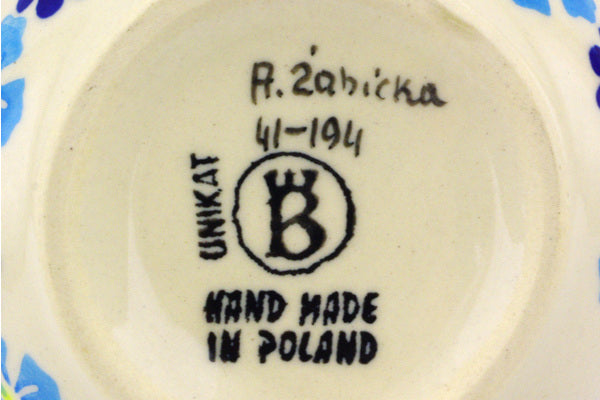 A. Żabicka
41-194
UNIKAT
B
HAND MADE
IN POLAND